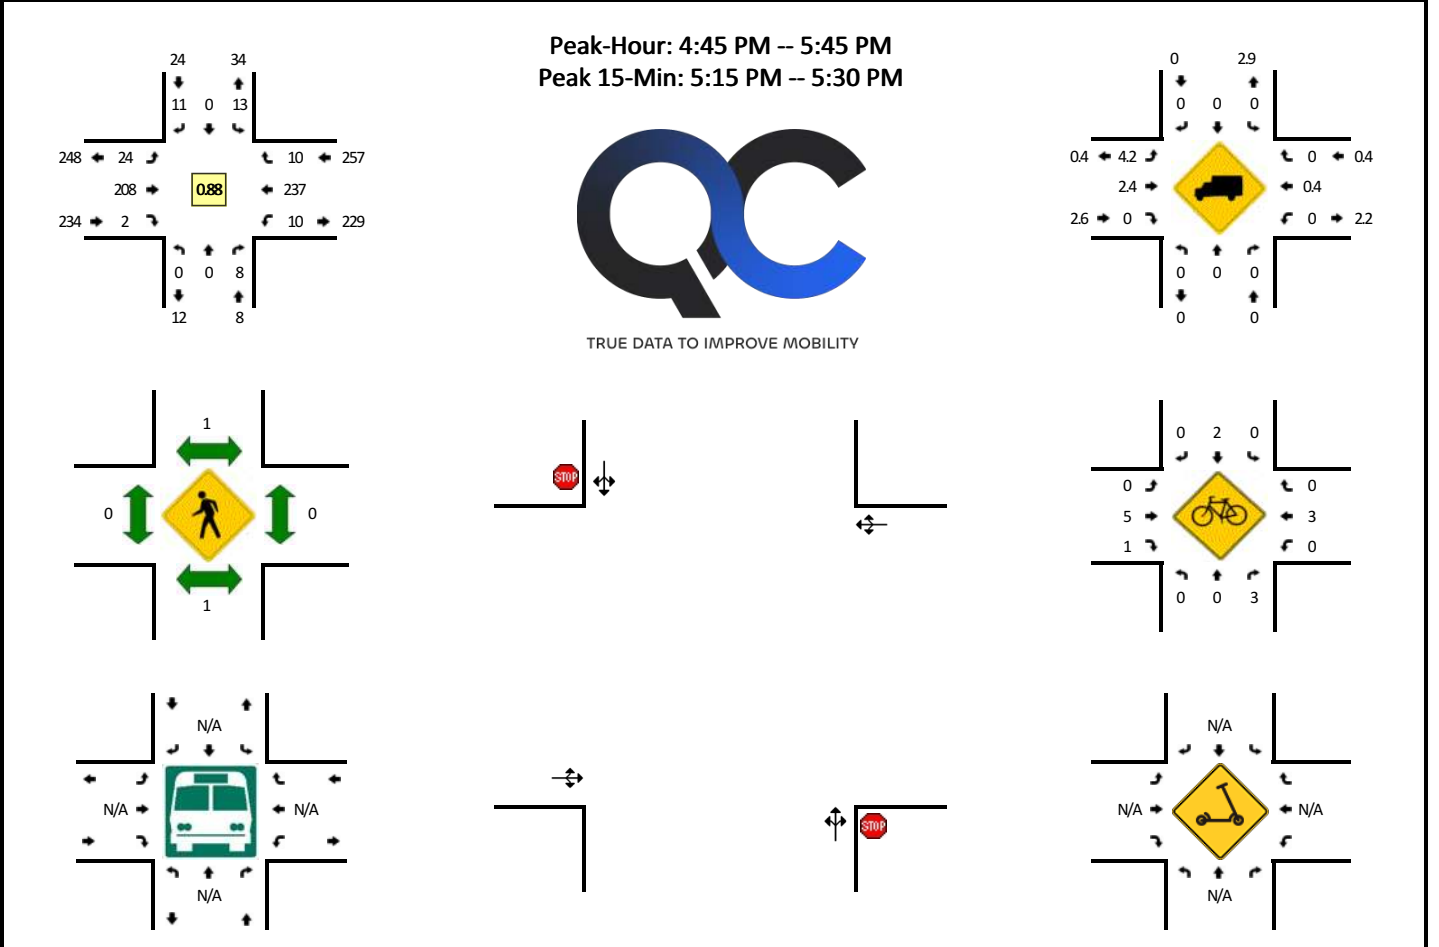 Peak-Hour: 4:45 PM -- 5:45 PM
Peak 15-Min: 5:15 PM -- 5:30 PM
24 34
11 0 13
248 24 10 257
208 0.88 237
234 2 10 229
0 0 8
12 8
TRUE DATA TO IMPROVE MOBILITY
0 2.9
0 0 0
0.4 4.2 0 0.4
2.4 0.4
2.6 0 0 2.2
0 0 0
0 0
1
0 0
1
STOP
STOP
0 2 0
0 0
5 3
1 0
0 0 3
N/A
N/A N/A
N/A
N/A
N/A N/A
N/A